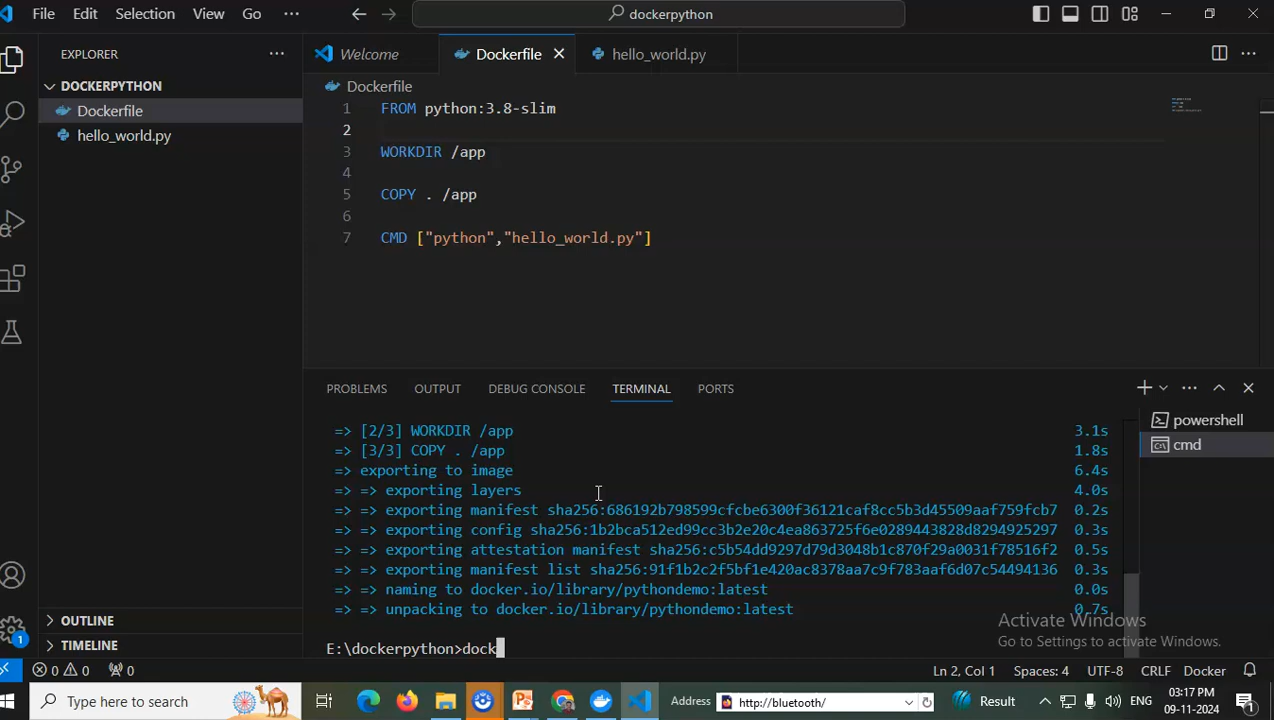 File Edit Selection View Go ··· dockerpython
EXPLORER ···
DOCKERPYTHON
Dockerfile
hello_world.py
OUTLINE
TIMELINE
Welcome Dockerfile hello_world.py
Dockerfile
1 FROM python:3.8-slim
2
3 WORKDIR /app
4
5 COPY . /app
6
7 CMD ["python","hello_world.py"]
PROBLEMS OUTPUT DEBUG CONSOLE TERMINAL PORTS
powershell
cmd
=> [2/3] WORKDIR /app 3.1s
=> [3/3] COPY . /app 1.8s
=> exporting to image 6.4s
=> => exporting layers 4.0s
=> => exporting manifest sha256:686192b798599cfcbe6300f36121caf8cc5b3d45509aaf759fcb7 0.2s
=> => exporting config sha256:1b2bca512ed99cc3b2e20c4ea863725f6e0289443828d8294925297 0.3s
=> => exporting attestation manifest sha256:c5b54dd9297d79d3048b1c870f29a0031f78516f2 0.5s
=> => exporting manifest list sha256:91f1b2c2f5bf1e420ac8378aa7c9f783aaf6d07c54494136 0.3s
=> => naming to docker.io/library/pythondemo:latest 0.0s
=> => unpacking to docker.io/library/pythondemo:latest 0.7s
E:\dockerpython>dock
Activate Windows
Go to Settings to activate Windows.
1
0 0 0 Ln 2, Col 1 Spaces: 4 UTF-8 CRLF Docker
Type here to search Address http://bluetooth/ Result ENG 03:17 PM
09-11-2024
1